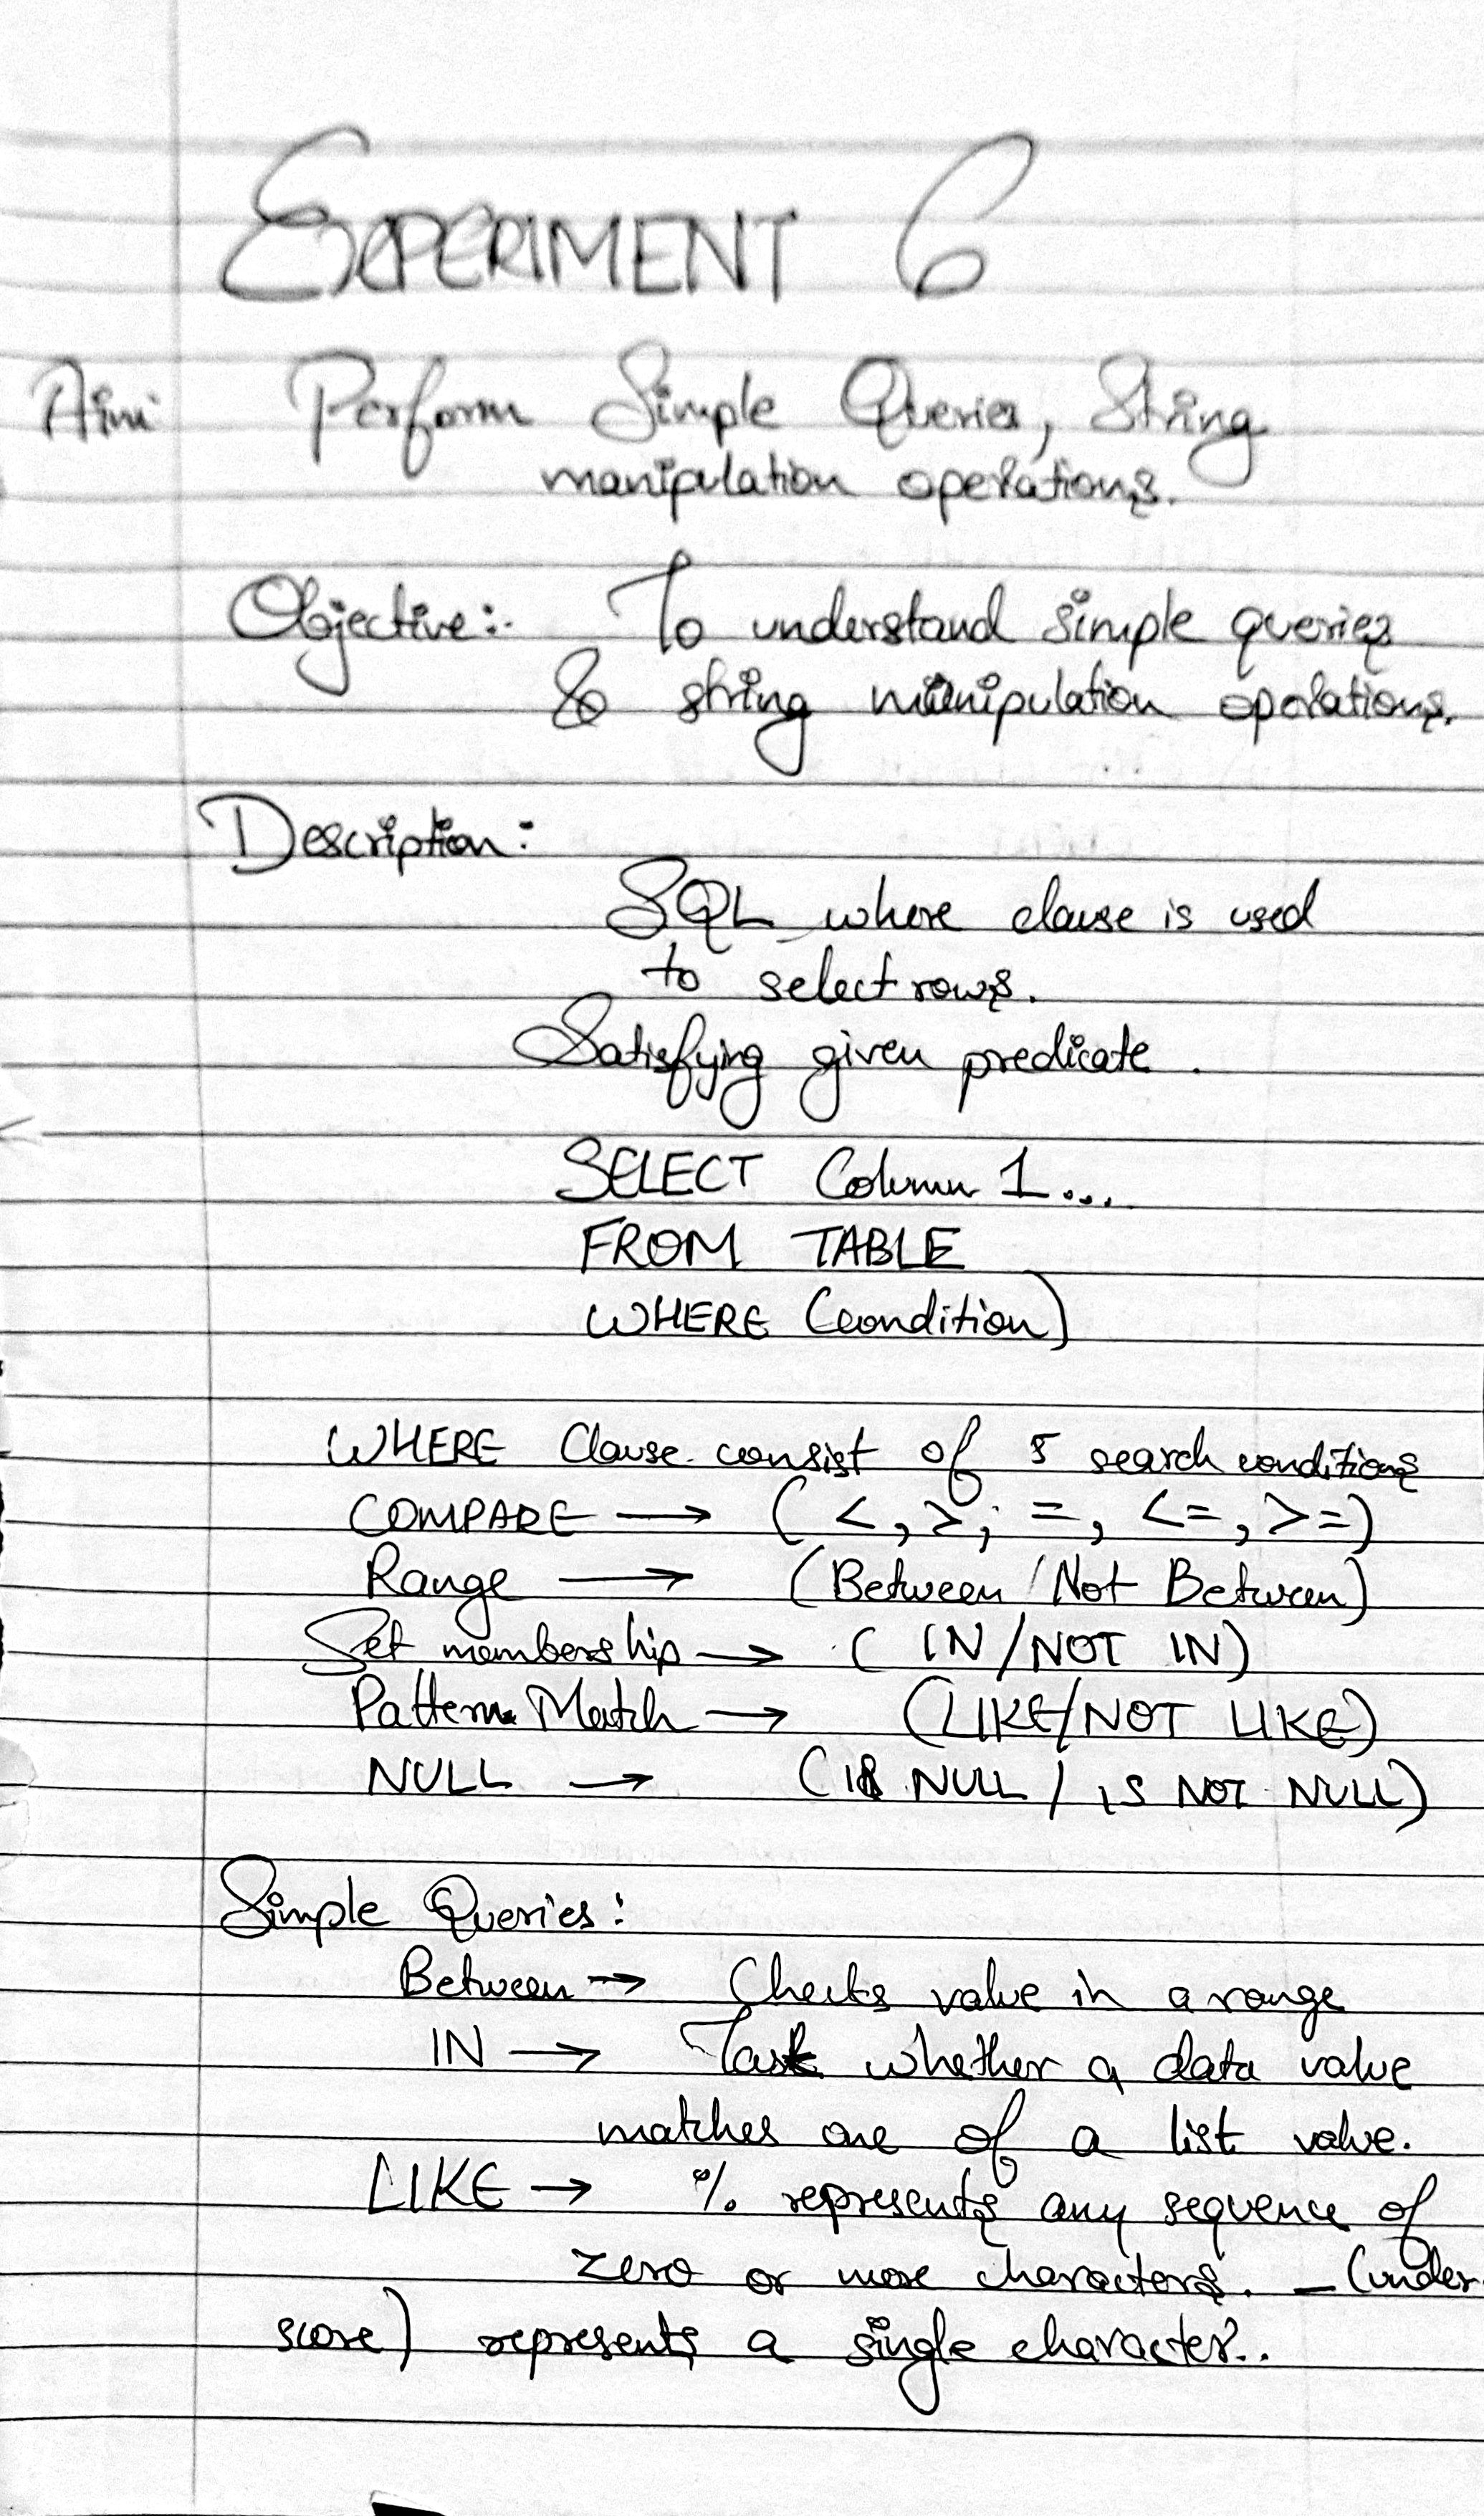 EXPERIMENT 6
Aim: Perform Simple Queries, String
manipulation operations.
Objective:- To understand simple queries
& string manipulation operations.
Description:
SQL where clause is used
to select rows.
Satisfying given predicate.
SELECT Column 1...
FROM TABLE
WHERE (condition)
WHERE Clause consist of 5 search conditions
COMPARE → ( <, >, =, <=, >=)
Range → (Between / Not Between)
Set membership → ( IN/NOT IN)
Pattern Match → (LIKE/NOT LIKE)
NULL → (IS NULL / IS NOT NULL)
Simple Queries:
Between → Checks value in a range
IN → Task whether a data value
matches one of a list value.
LIKE → % represents any sequence of
zero or more characters. _ (under
score) represents a single character..